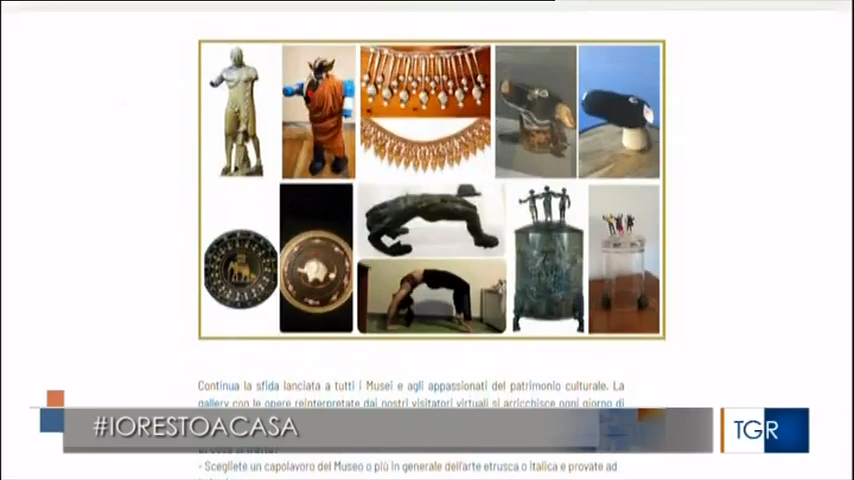 Continua la sfida lanciata a tutti i Musei e agli appassionati del patrimonio culturale. La
gallery con le opere reinterpretate dai nostri visitatori virtuali si arricchisce ogni giorno di
#IORESTOACASA
TGR
- Scegliete un capolavoro del Museo o più in generale dell'arte etrusca o italica e provate ad